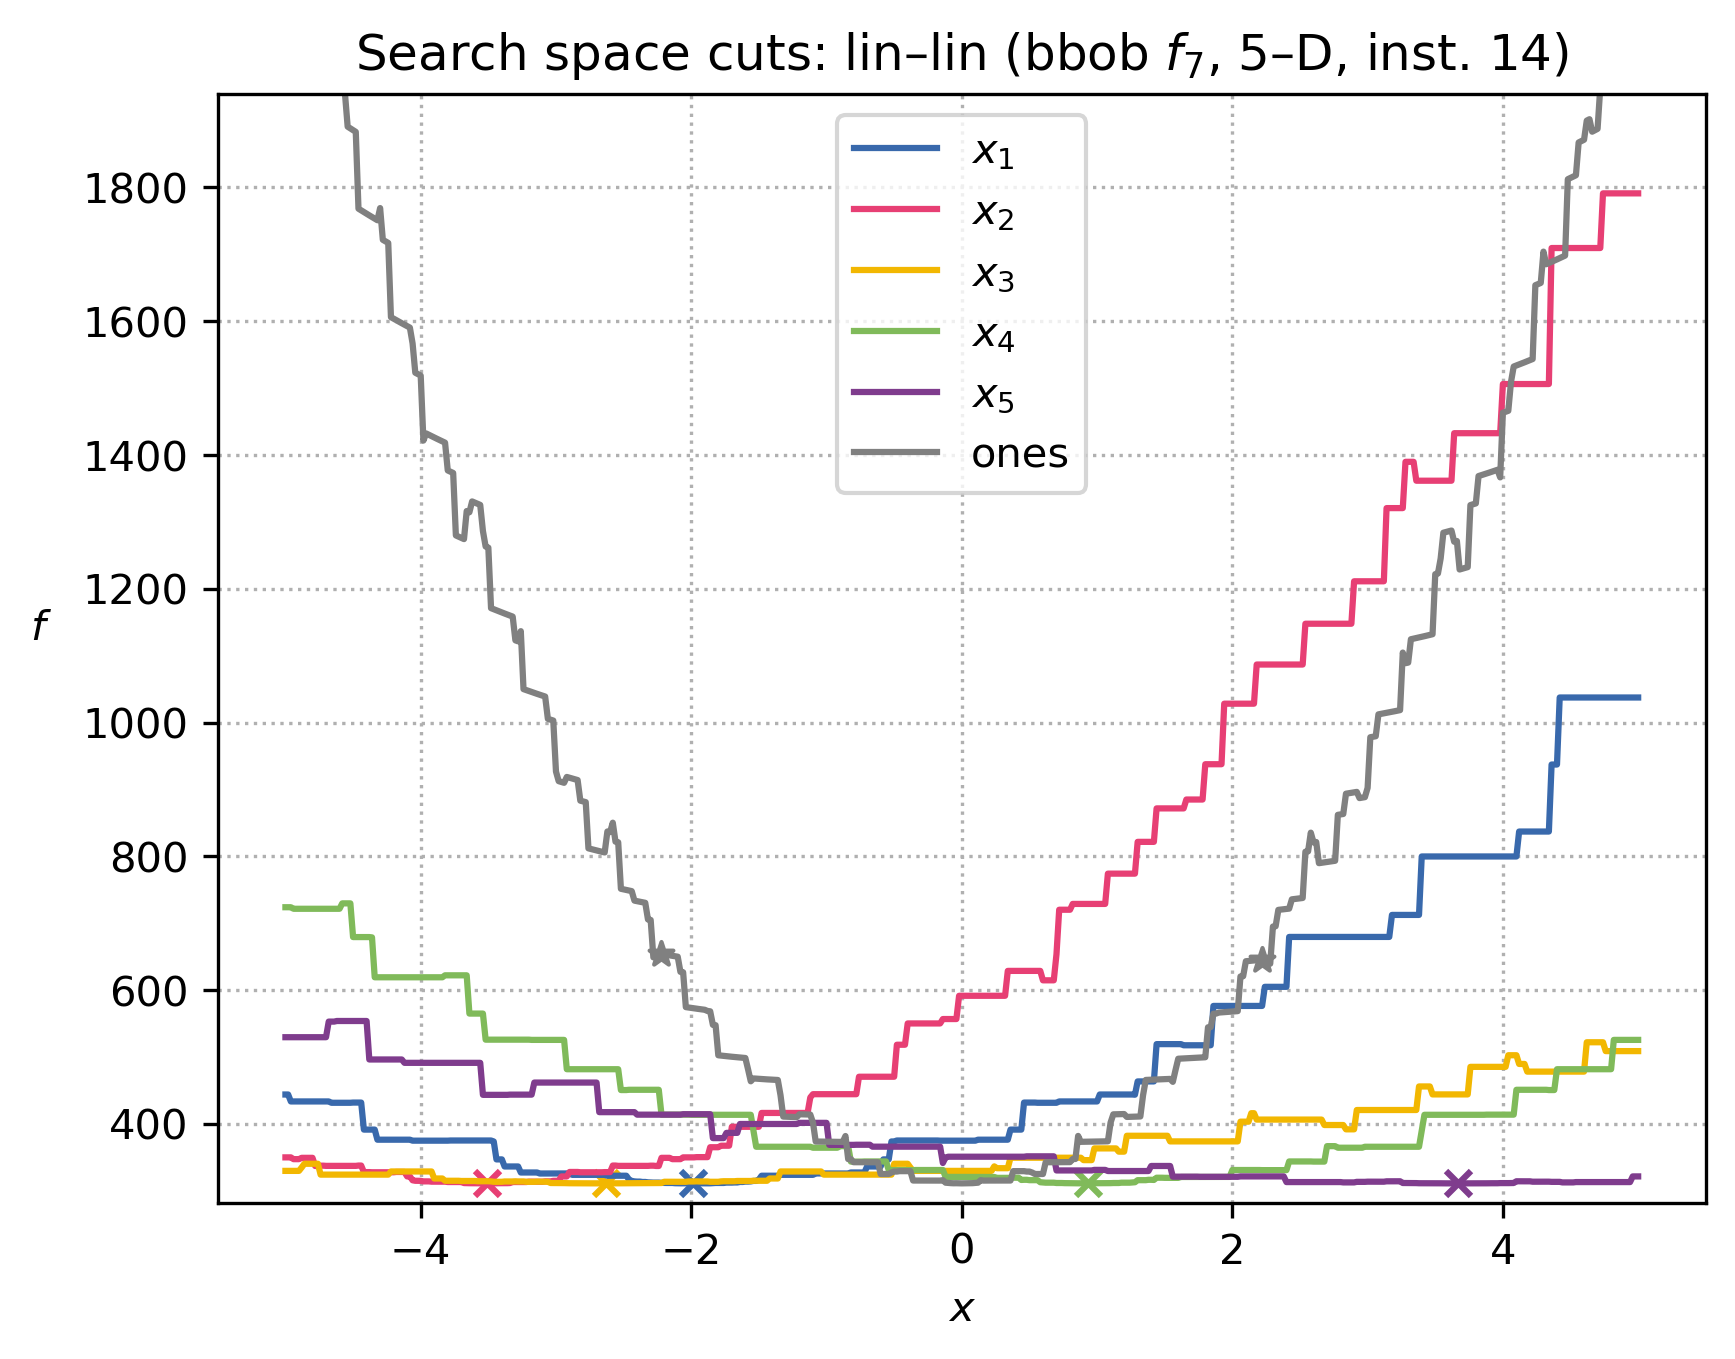 Search space cuts: lin–lin (bbob f₇, 5–D, inst. 14)
x₁
x₂
x₃
x₄
x₅
ones
1800
1600
1400
1200
1000
800
600
400
f
−4 −2 0 2 4
x